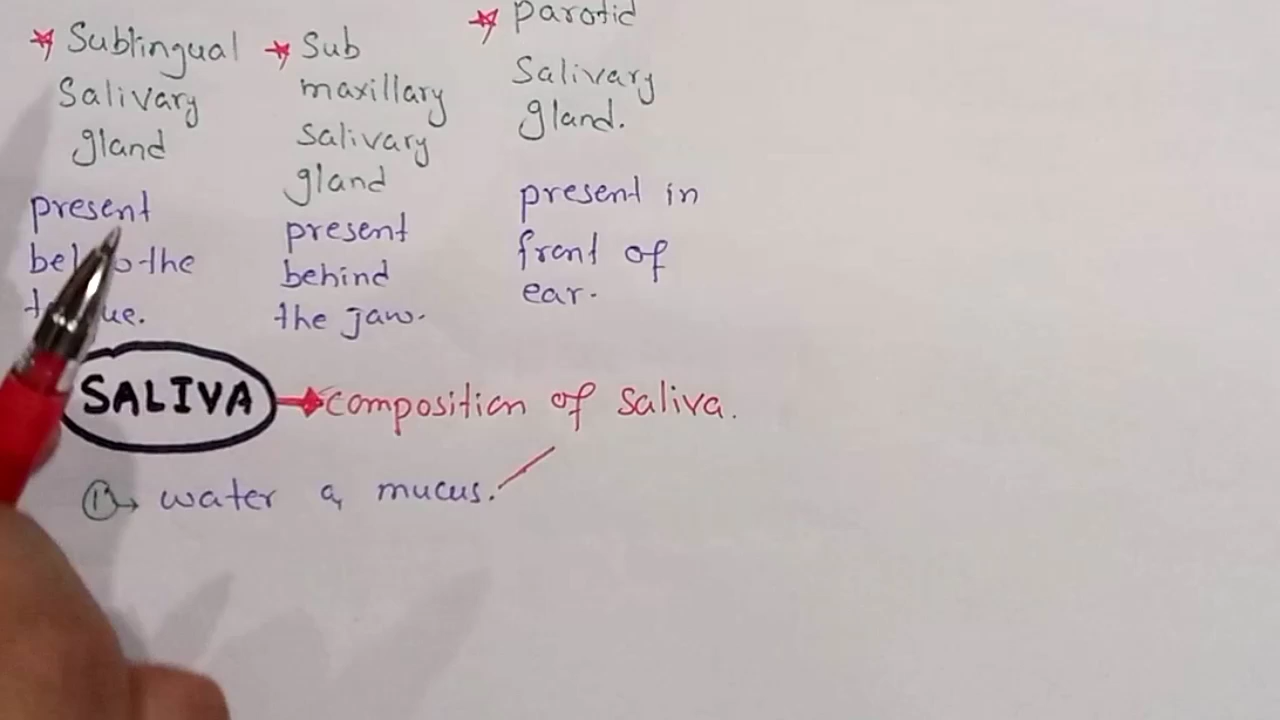 Sublingual
Salivary
gland
present
the
Sub
maxillary
salivary
gland
present
behind
the jaw.
parotid
Salivary
gland.
present in
front of
ear.
SALIVA
composition of saliva.
1 → water & mucus.